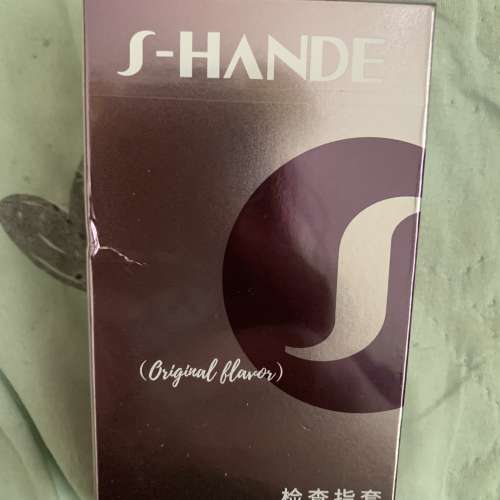 S-HANDE
(Original flavor)
检查指套